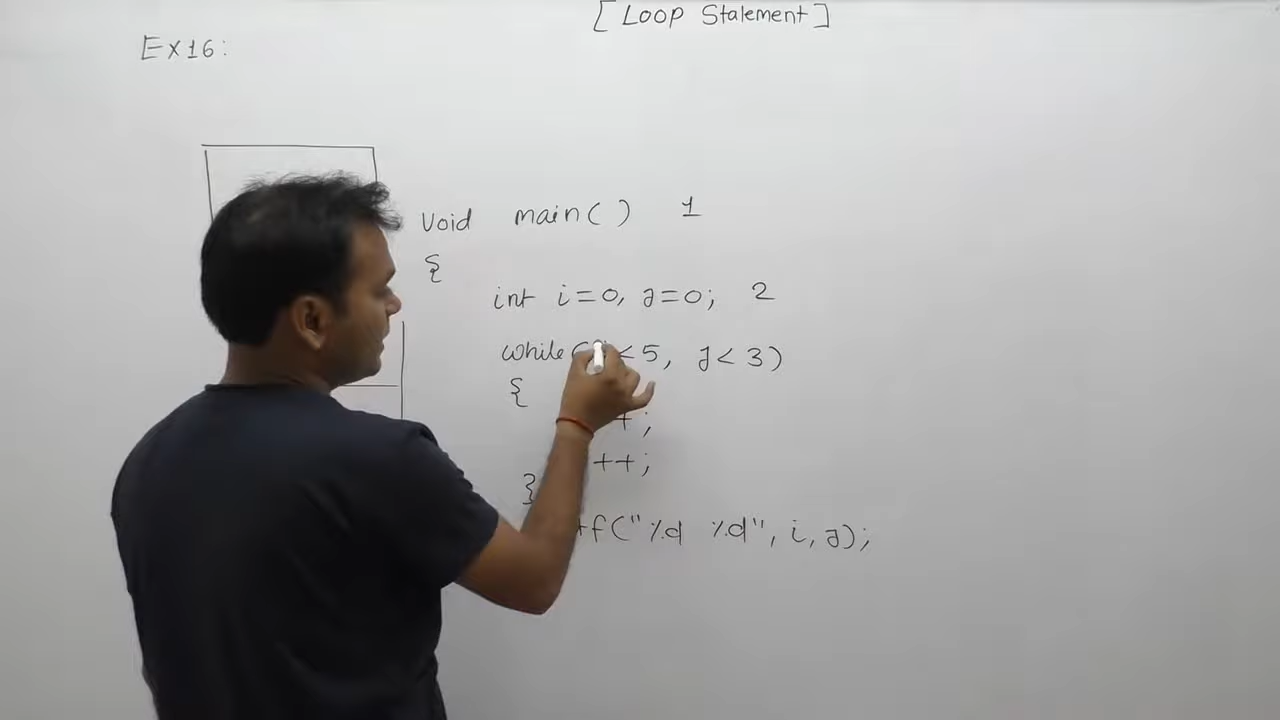 [Loop Statement]
Ex16:
void main( ) 1
{
int i=0, j=0; 2
while( <5, j<3)
{
+;
++;
}
f("%d %d", i, j);